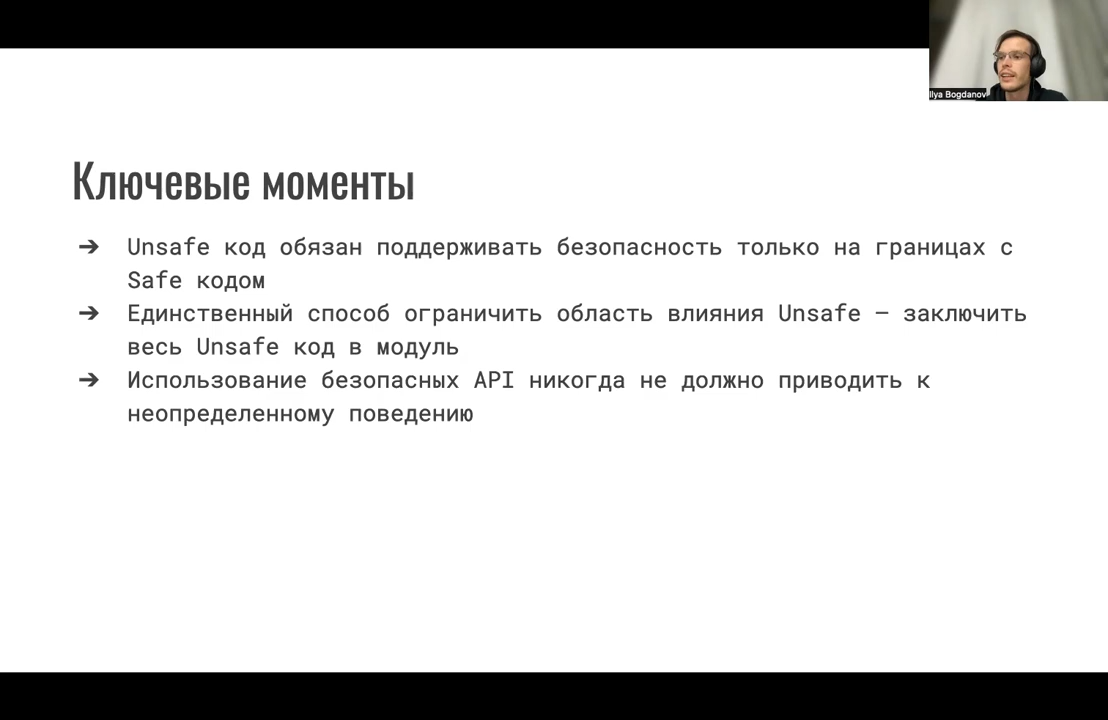 Ilya Bogdanov
Ключевые моменты
➔ Unsafe код обязан поддерживать безопасность только на границах с
Safe кодом
➔ Единственный способ ограничить область влияния Unsafe — заключить
весь Unsafe код в модуль
➔ Использование безопасных API никогда не должно приводить к
неопределенному поведению